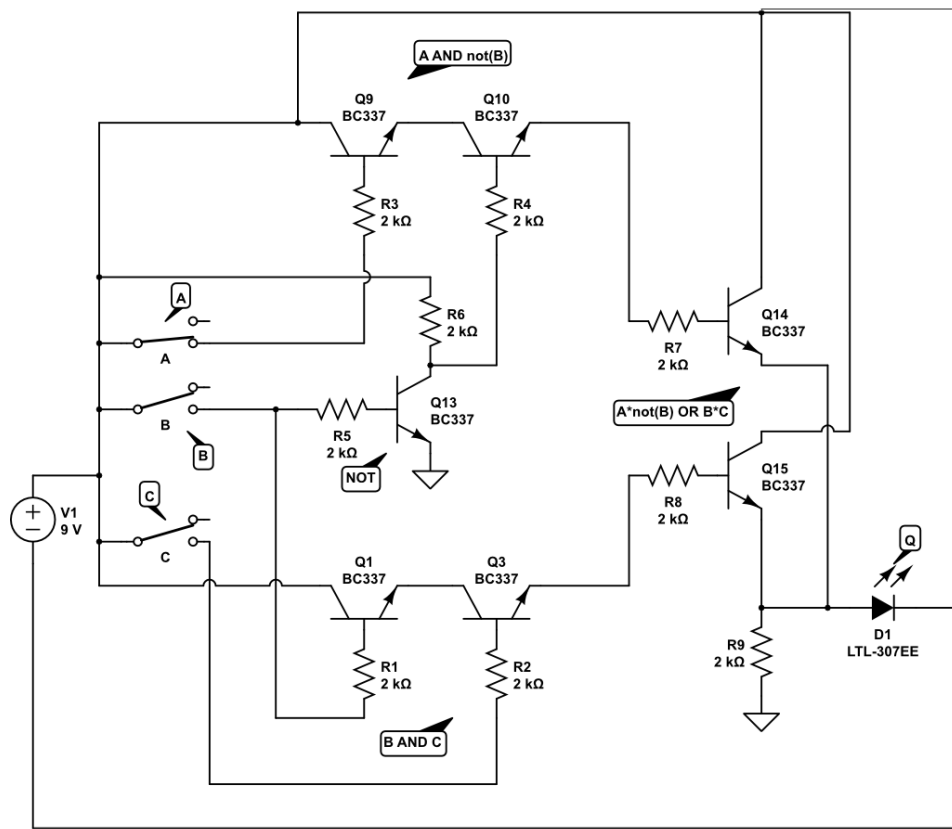 A AND not(B)
Q9
BC337
Q10
BC337
R3
2 kΩ
R4
2 kΩ
A
A
R6
2 kΩ
Q14
BC337
R7
2 kΩ
B
B
Q13
BC337
R5
2 kΩ
A*not(B) OR B*C
NOT
C
C
V1
9 V
Q15
BC337
R8
2 kΩ
Q
Q1
BC337
Q3
BC337
D1
LTL-307EE
R9
2 kΩ
R1
2 kΩ
R2
2 kΩ
B AND C